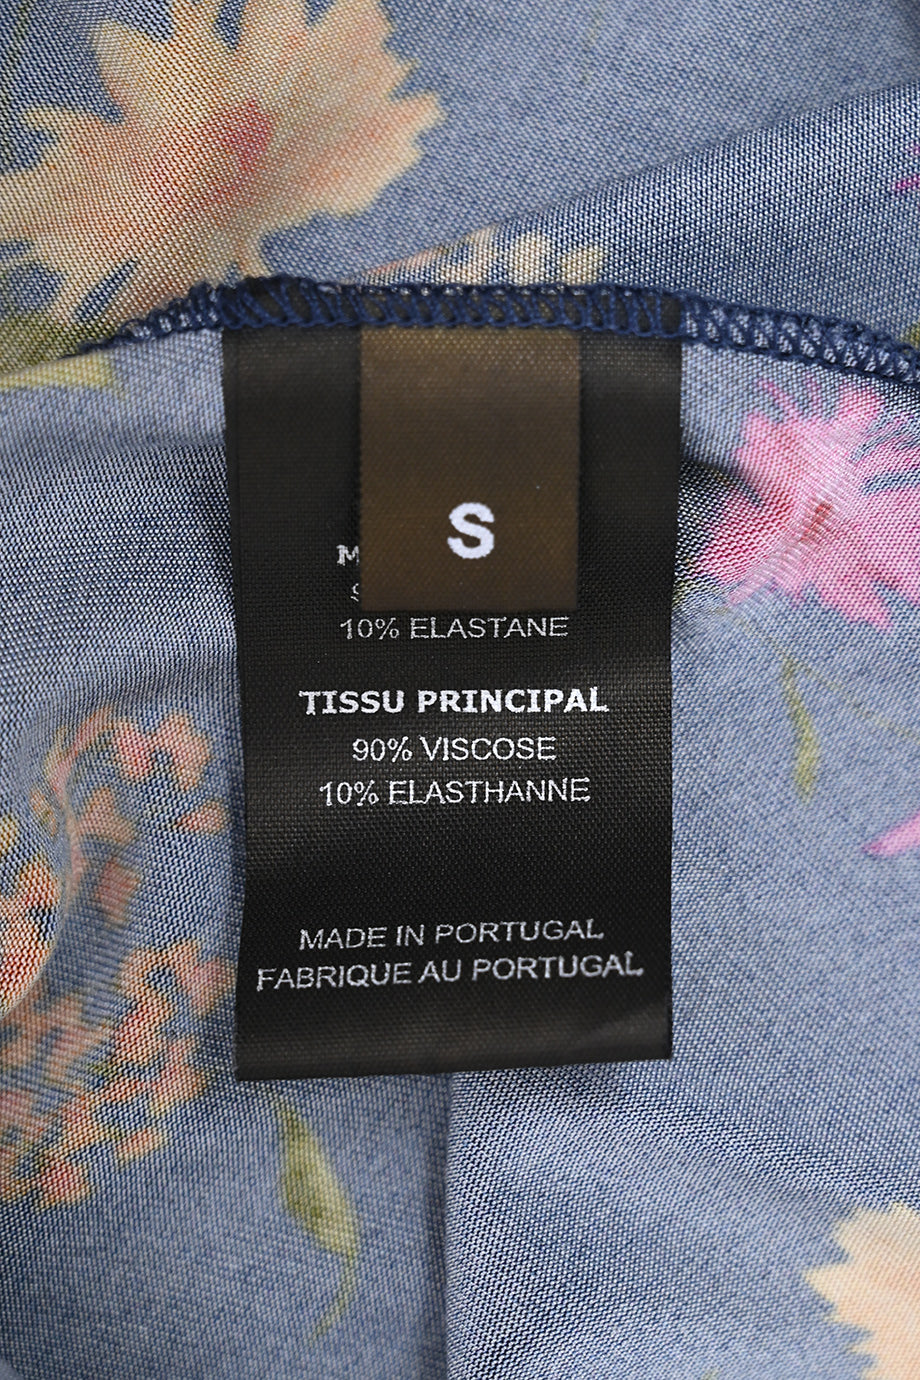 S
10% ELASTANE
TISSU PRINCIPAL
90% VISCOSE
10% ELASTHANNE
MADE IN PORTUGAL
FABRIQUE AU PORTUGAL